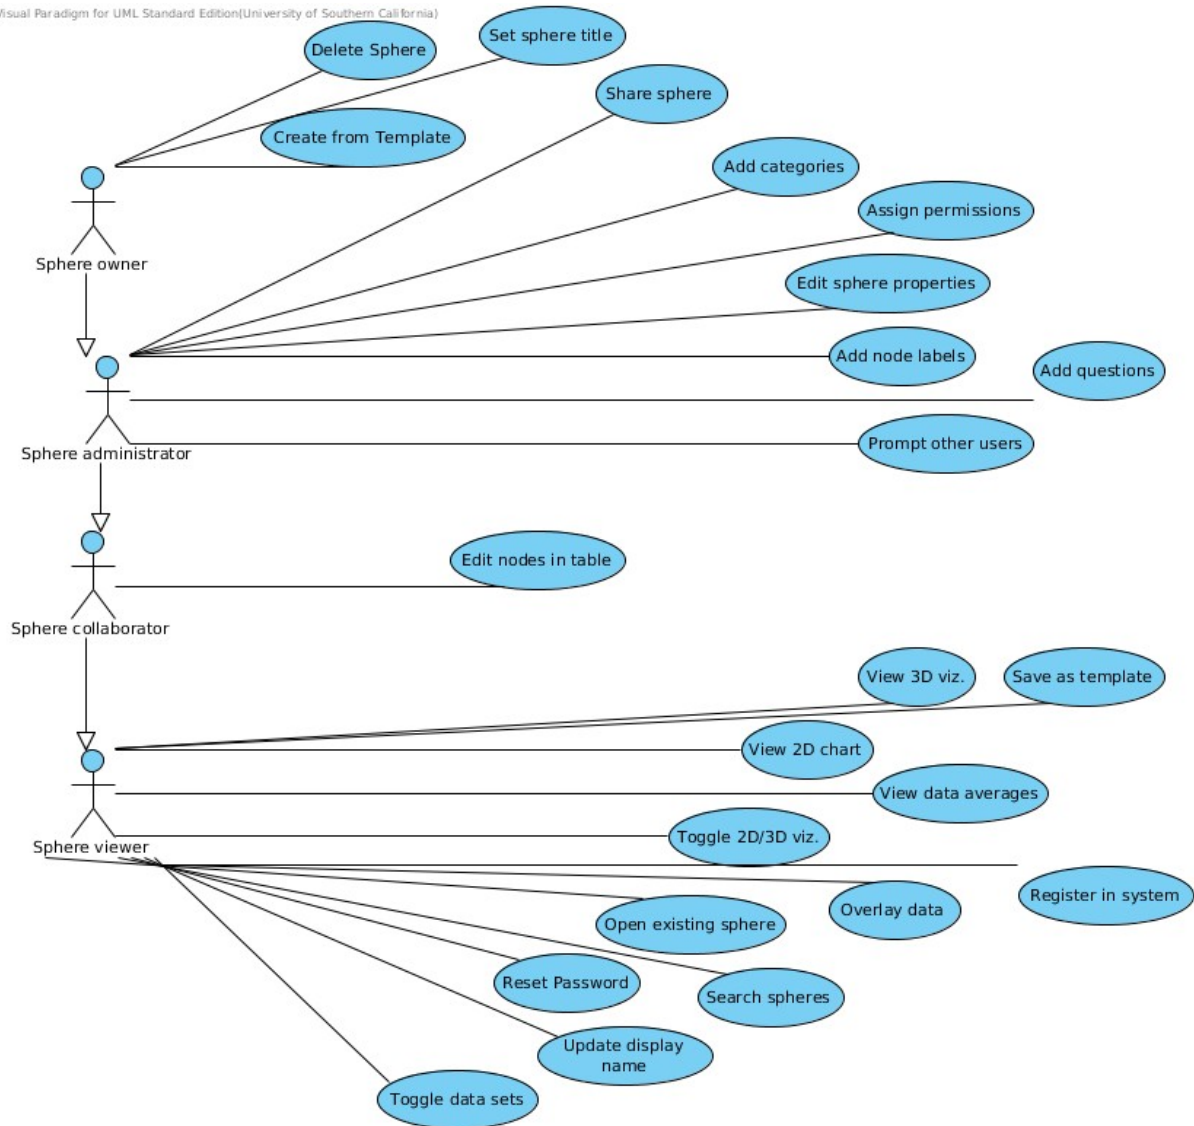 Visual Paradigm for UML Standard Edition(University of Southern California)
Set sphere title
Delete Sphere
Share sphere
Create from Template
Add categories
Assign permissions
Sphere owner
Edit sphere properties
Add node labels
Add questions
Prompt other users
Sphere administrator
Edit nodes in table
Sphere collaborator
View 3D viz.
Save as template
View 2D chart
View data averages
Toggle 2D/3D viz.
Sphere viewer
Register in system
Overlay data
Open existing sphere
Reset Password
Search spheres
Update display
name
Toggle data sets